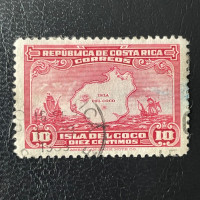 REPUBLICA DE COSTA RICA
CORREOS
ISLA
DEL COCO
10 ISLA DEL COCO 10
DIEZ CENTIMOS